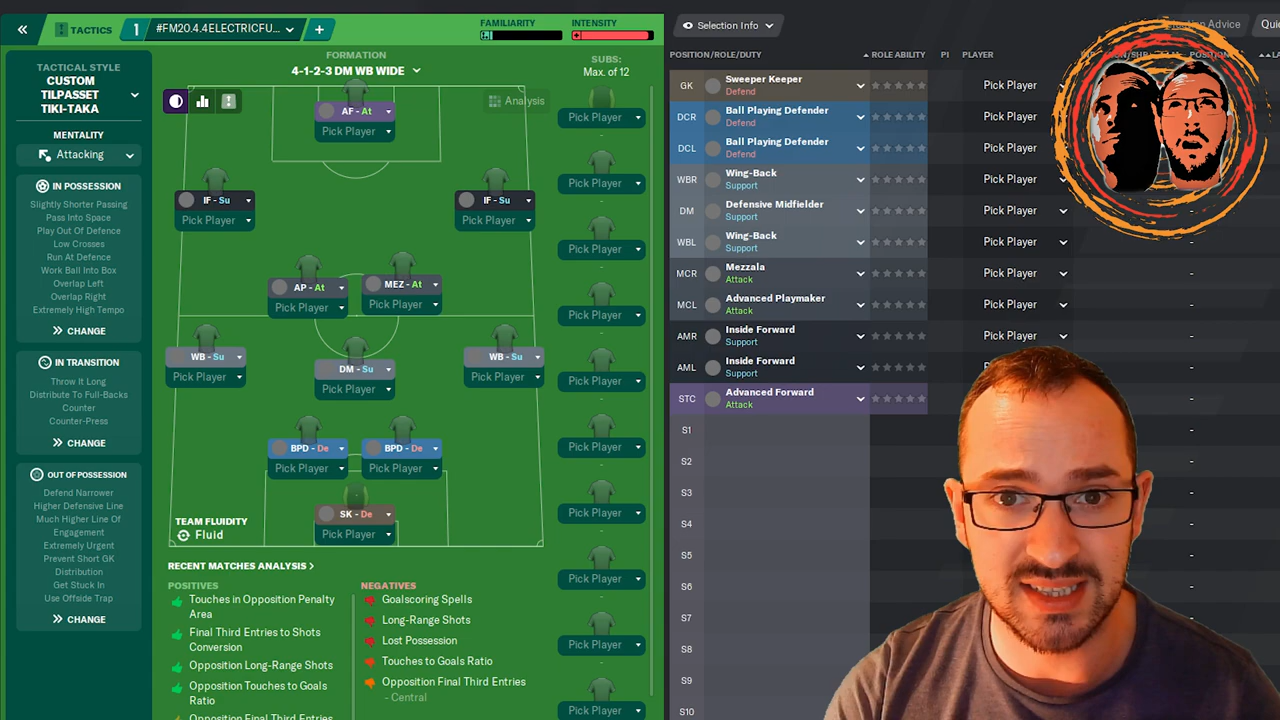 «
TACTICS
1
#FM20.4.4ELECTRICFU...
+
FAMILIARITY
INTENSITY
TACTICAL STYLE
CUSTOM
TILPASSET
TIKI-TAKA
MENTALITY
Attacking
IN POSSESSION
Slightly Shorter Passing
Pass Into Space
Play Out Of Defence
Low Crosses
Run At Defence
Work Ball Into Box
Overlap Left
Overlap Right
Extremely High Tempo
CHANGE
IN TRANSITION
Throw It Long
Distribute To Full-Backs
Counter
Counter-Press
CHANGE
OUT OF POSSESSION
Defend Narrower
Higher Defensive Line
Much Higher Line Of
Engagement
Extremely Urgent
Prevent Short GK
Distribution
Get Stuck In
Use Offside Trap
CHANGE
FORMATION
4-1-2-3 DM WB WIDE
Analysis
AF - At
Pick Player
IF - Su
Pick Player
IF - Su
Pick Player
AP - At
Pick Player
MEZ - At
Pick Player
WB - Su
Pick Player
DM - Su
Pick Player
WB - Su
Pick Player
BPD - De
Pick Player
BPD - De
Pick Player
SK - De
Pick Player
TEAM FLUIDITY
Fluid
RECENT MATCHES ANALYSIS >
POSITIVES
Touches in Opposition Penalty
Area
Final Third Entries to Shots
Conversion
Opposition Long-Range Shots
Opposition Touches to Goals
Ratio
Opposition Final Third Entries
NEGATIVES
Goalscoring Spells
Long-Range Shots
Lost Possession
Touches to Goals Ratio
Opposition Final Third Entries
- Central
SUBS:
Max. of 12
Pick Player
Pick Player
Pick Player
Pick Player
Pick Player
Pick Player
Pick Player
Pick Player
Pick Player
Pick Player
Selection Info
POSITION/ROLE/DUTY
ROLE ABILITY
PI
PLAYER
GK
Sweeper Keeper
Defend
Pick Player
DCR
Ball Playing Defender
Defend
Pick Player
DCL
Ball Playing Defender
Defend
Pick Player
WBR
Wing-Back
Support
Pick Player
DM
Defensive Midfielder
Support
Pick Player
WBL
Wing-Back
Support
Pick Player
MCR
Mezzala
Attack
Pick Player
MCL
Advanced Playmaker
Attack
Pick Player
AMR
Inside Forward
Support
Pick Player
AML
Inside Forward
Support
STC
Advanced Forward
Attack
S1
S2
S3
S4
S5
S6
S7
S8
S9
S10